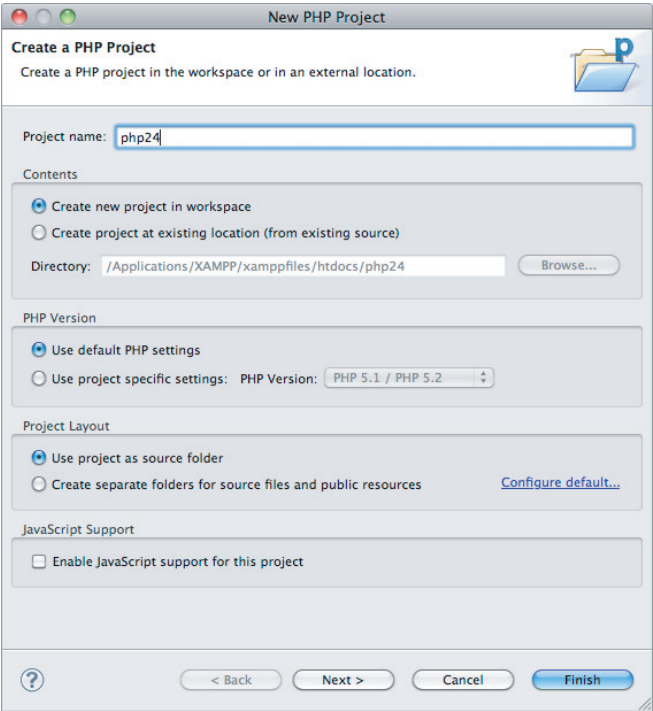 New PHP Project
Create a PHP Project
Create a PHP project in the workspace or in an external location.
p
Project name: php24
Contents
Create new project in workspace
Create project at existing location (from existing source)
Directory: /Applications/XAMPP/xamppfiles/htdocs/php24 Browse...
PHP Version
Use default PHP settings
Use project specific settings: PHP Version: PHP 5.1 / PHP 5.2
Project Layout
Use project as source folder
Create separate folders for source files and public resources Configure default...
JavaScript Support
Enable JavaScript support for this project
? < Back Next > Cancel Finish